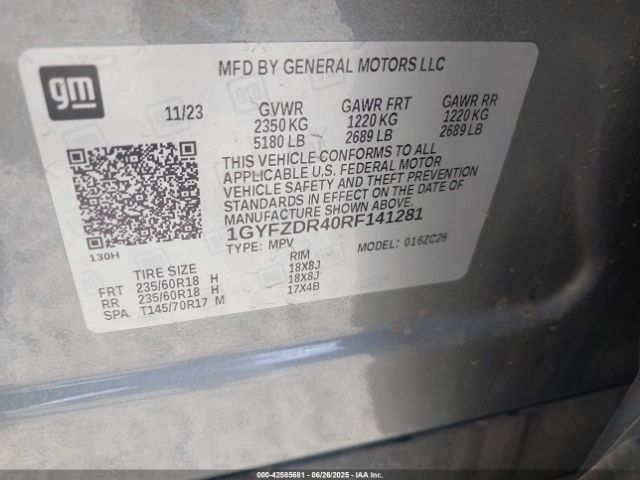 gm
MFD BY GENERAL MOTORS LLC
11/23 GVWR GAWR FRT GAWR RR
2350 KG 1220 KG 1220 KG
5180 LB 2689 LB 2689 LB
THIS VEHICLE CONFORMS TO ALL
APPLICABLE U.S. FEDERAL MOTOR
VEHICLE SAFETY AND THEFT PREVENTION
STANDARDS IN EFFECT ON THE DATE OF
MANUFACTURE SHOWN ABOVE.
1GYFZDR40RF141281
130H TYPE: MPV MODEL: 016ZC26
TIRE SIZE RIM
FRT 235/60R18 H 18X8J
RR 235/60R18 H 18X8J
SPA T145/70R17 M 17X4B
000-42585681 06/26/2025 IAA Inc.